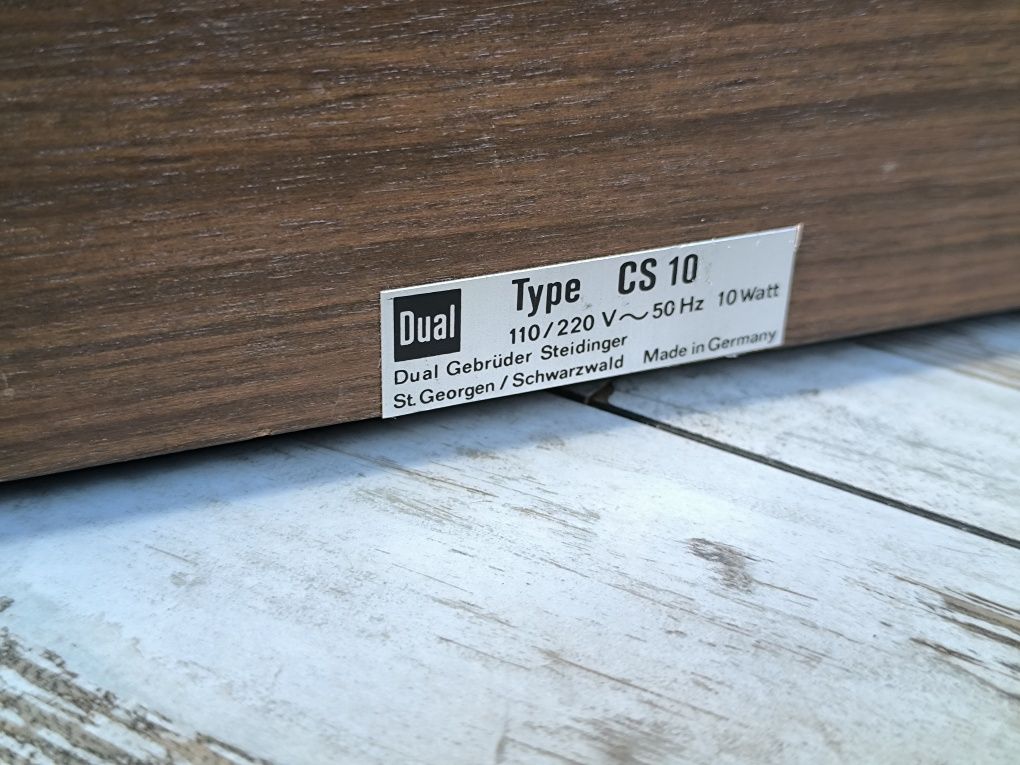 Dual
Type CS 10
110/220 V~ 50 Hz 10 Watt
Dual Gebrüder Steidinger
St. Georgen / Schwarzwald Made in Germany